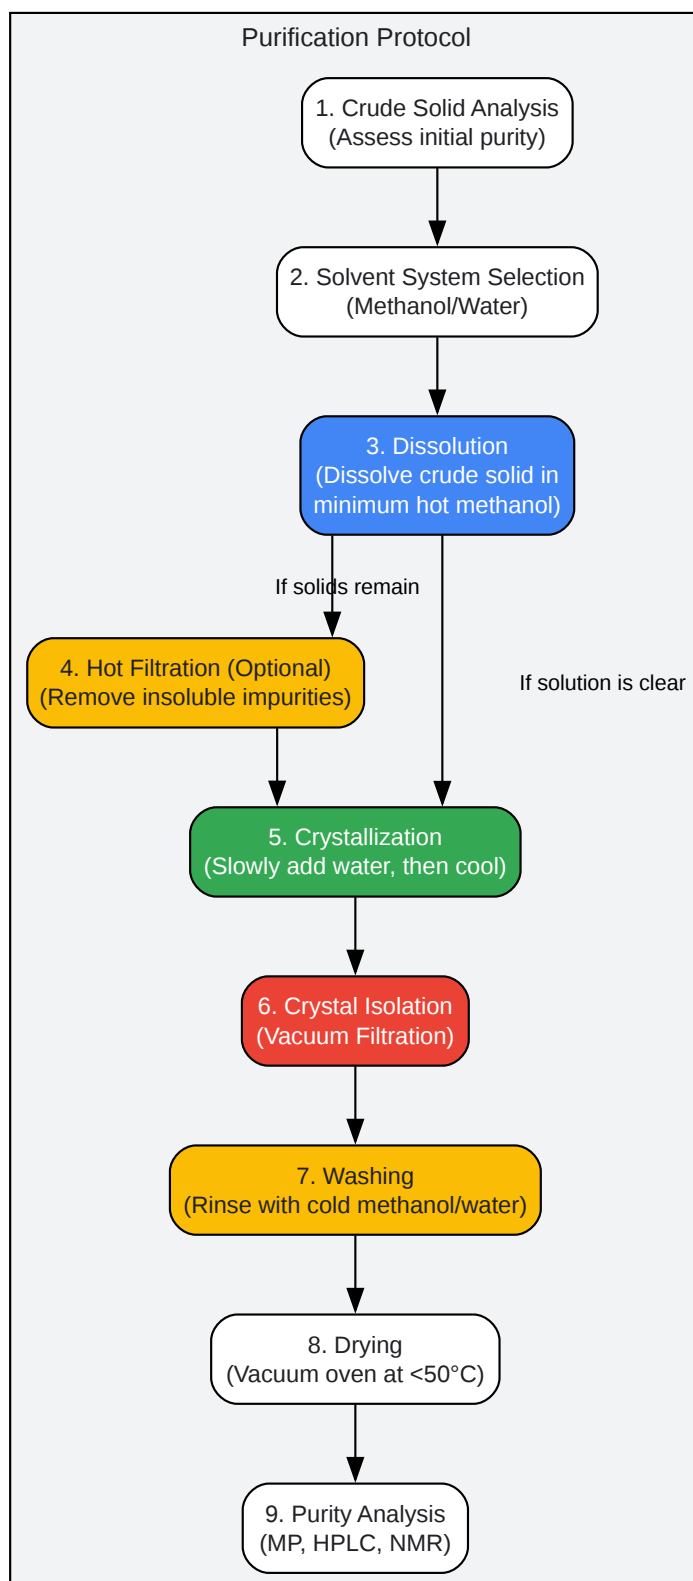 Purification Protocol
1. Crude Solid Analysis
(Assess initial purity)
2. Solvent System Selection
(Methanol/Water)
3. Dissolution
(Dissolve crude solid in
minimum hot methanol)
If solids remain
4. Hot Filtration (Optional)
(Remove insoluble impurities)
If solution is clear
5. Crystallization
(Slowly add water, then cool)
6. Crystal Isolation
(Vacuum Filtration)
7. Washing
(Rinse with cold methanol/water)
8. Drying
(Vacuum oven at <50°C)
9. Purity Analysis
(MP, HPLC, NMR)